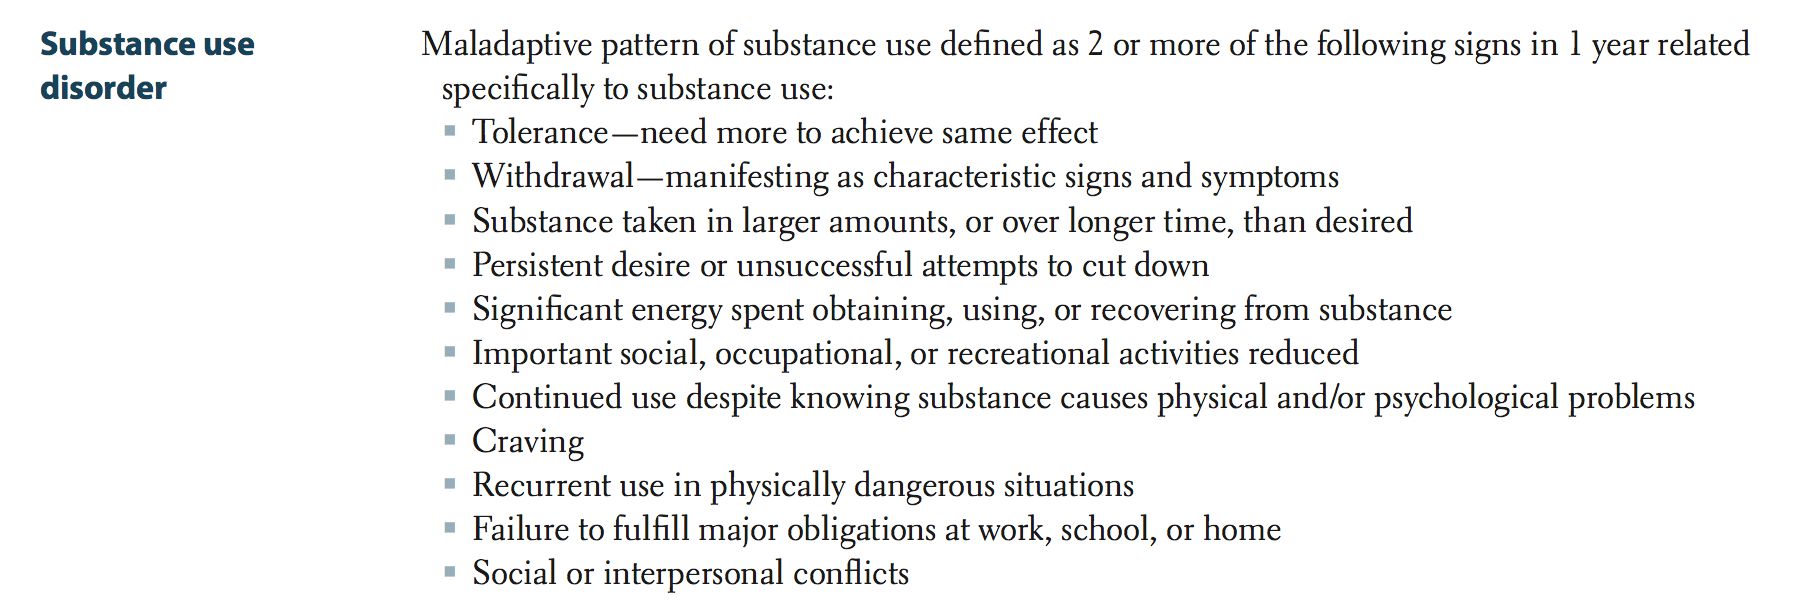 Substance use
disorder
Maladaptive pattern of substance use defined as 2 or more of the following signs in 1 year related
specifically to substance use:
▪ Tolerance—need more to achieve same effect
▪ Withdrawal—manifesting as characteristic signs and symptoms
▪ Substance taken in larger amounts, or over longer time, than desired
▪ Persistent desire or unsuccessful attempts to cut down
▪ Significant energy spent obtaining, using, or recovering from substance
▪ Important social, occupational, or recreational activities reduced
▪ Continued use despite knowing substance causes physical and/or psychological problems
▪ Craving
▪ Recurrent use in physically dangerous situations
▪ Failure to fulfill major obligations at work, school, or home
▪ Social or interpersonal conflicts